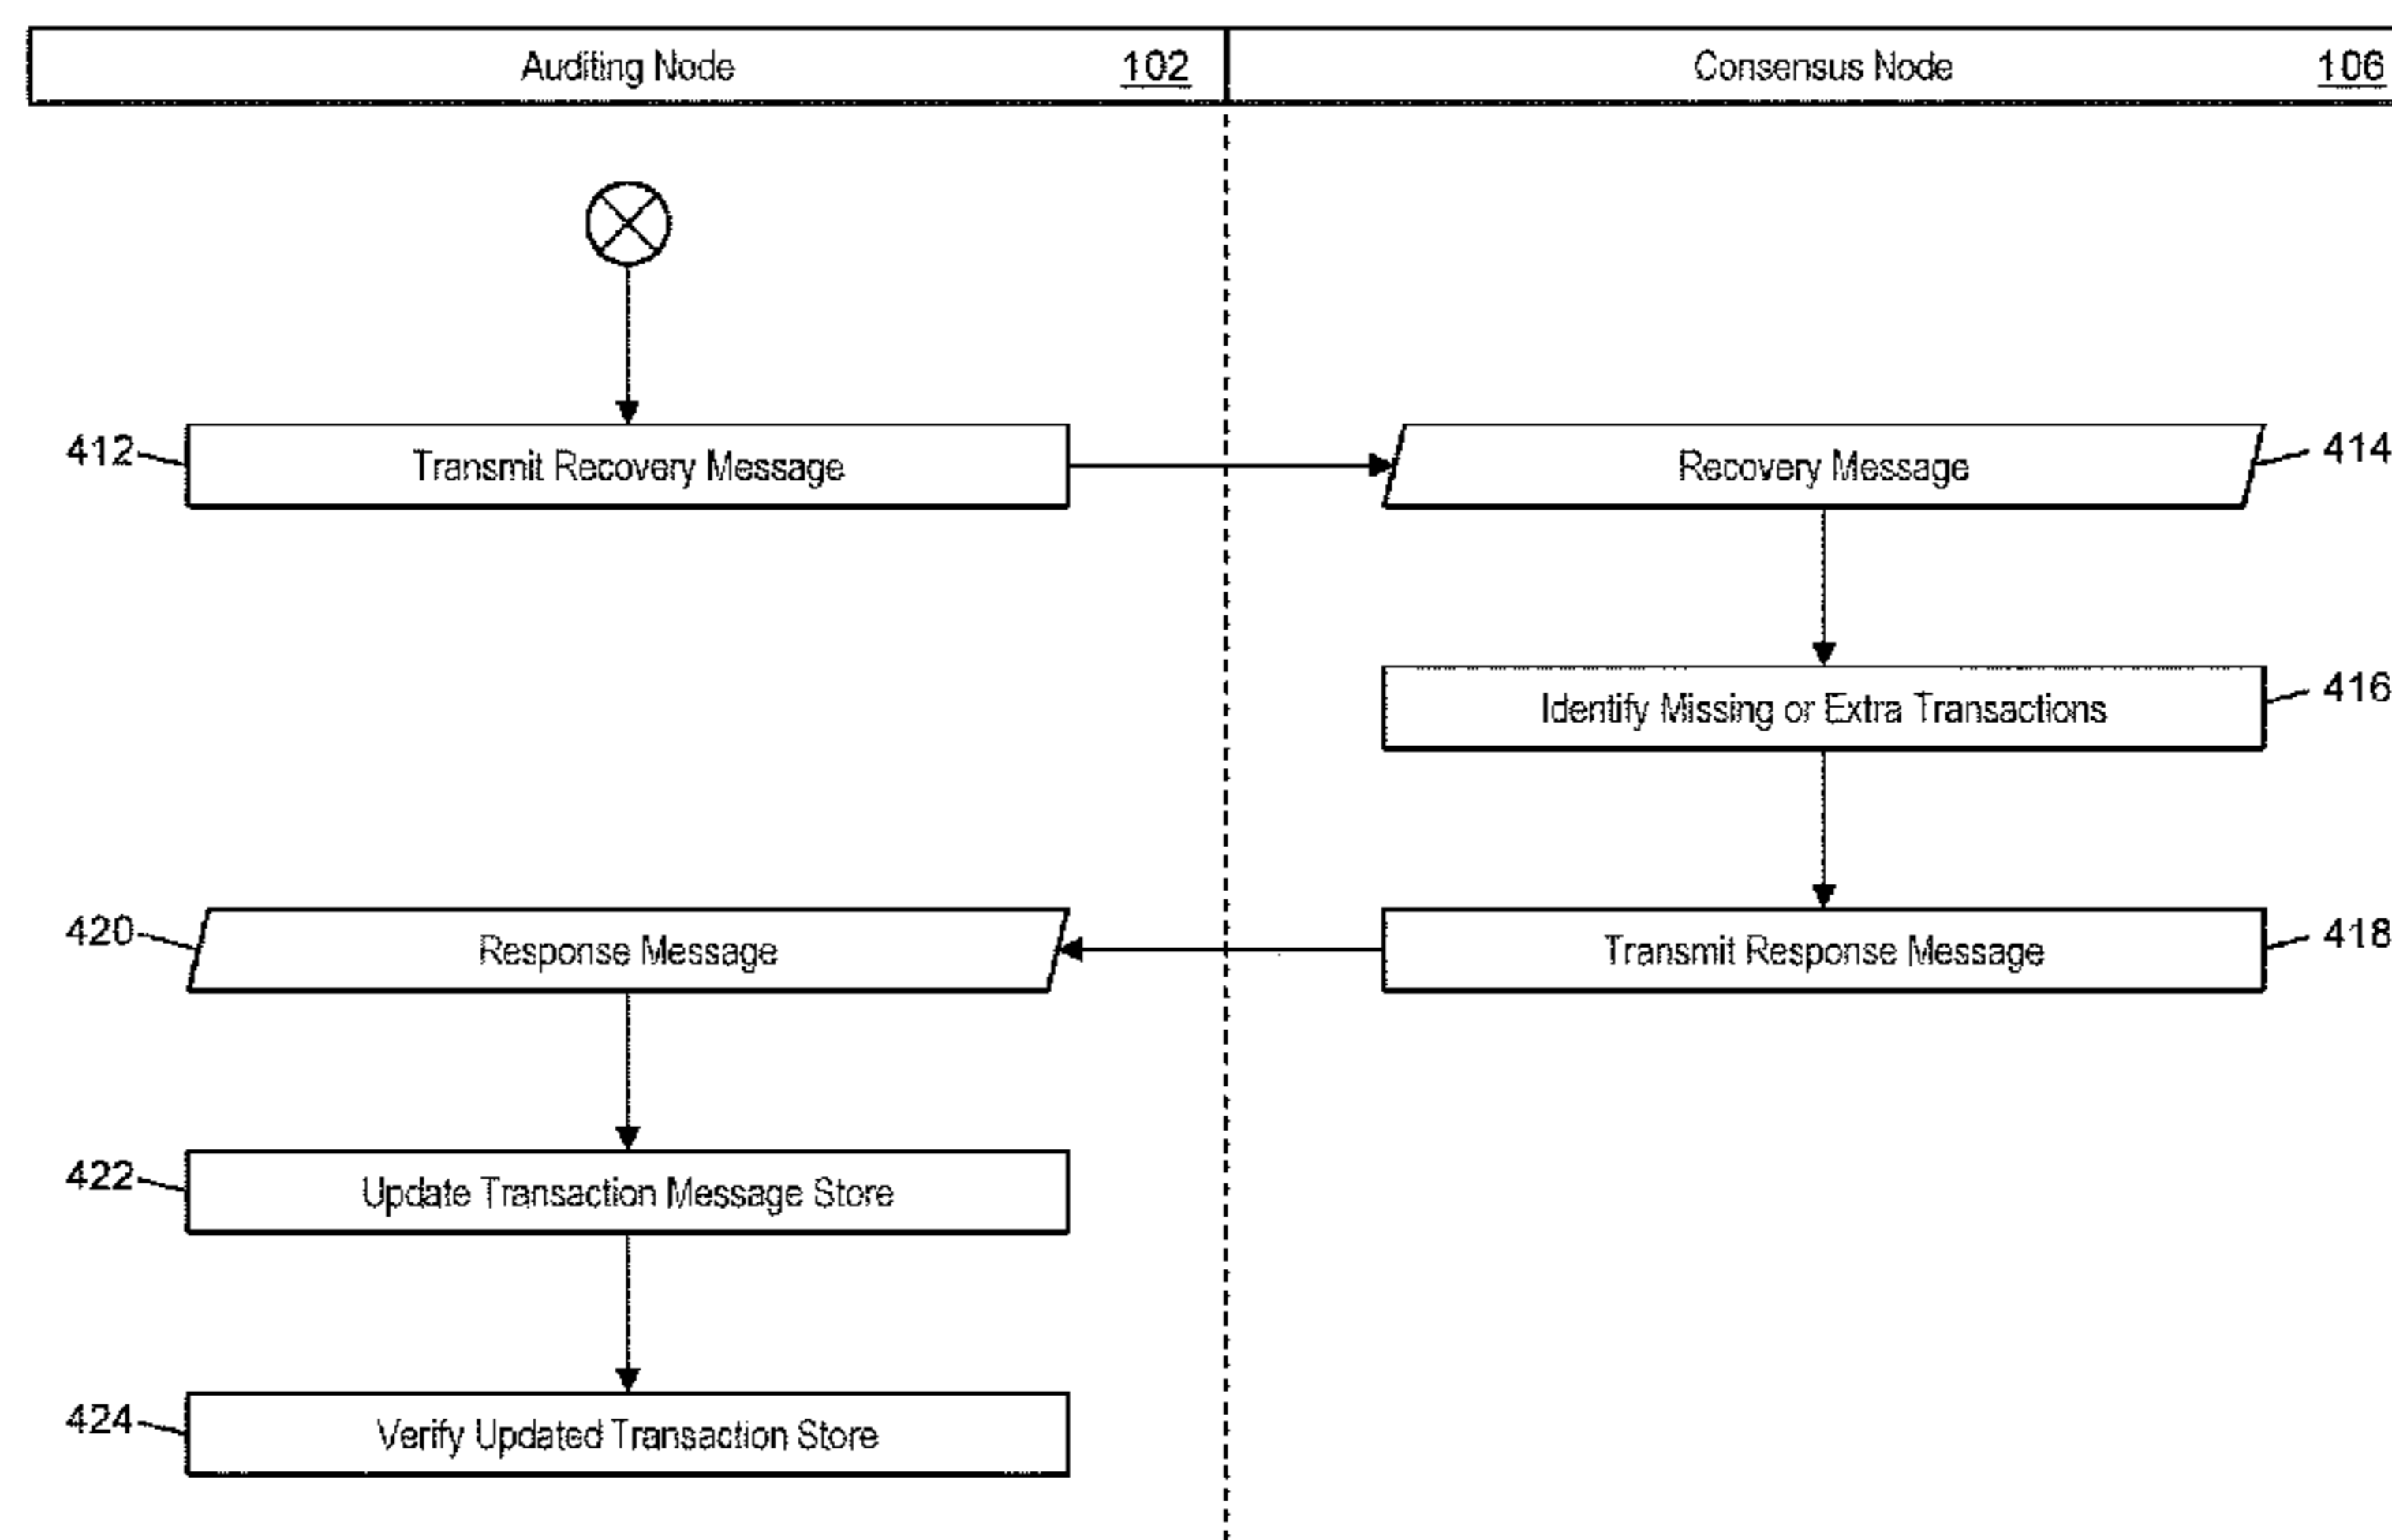 Auditing Node 102 Consensus Node 106
412 Transmit Recovery Message Recovery Message 414
Identify Missing or Extra Transactions 416
420 Response Message Transmit Response Message 418
422 Update Transaction Message Store
424 Verify Updated Transaction Store